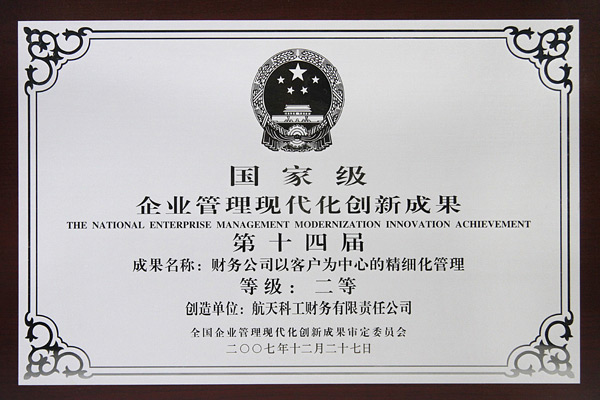 国家级
企业管理现代化创新成果
THE NATIONAL ENTERPRISE MANAGEMENT MODERNIZATION INNOVATION ACHIEVEMENT
第十四届
成果名称：财务公司以客户为中心的精细化管理
等级：二等
创造单位：航天科工财务有限责任公司
全国企业管理现代化创新成果审定委员会
二〇〇七年十二月二十七日